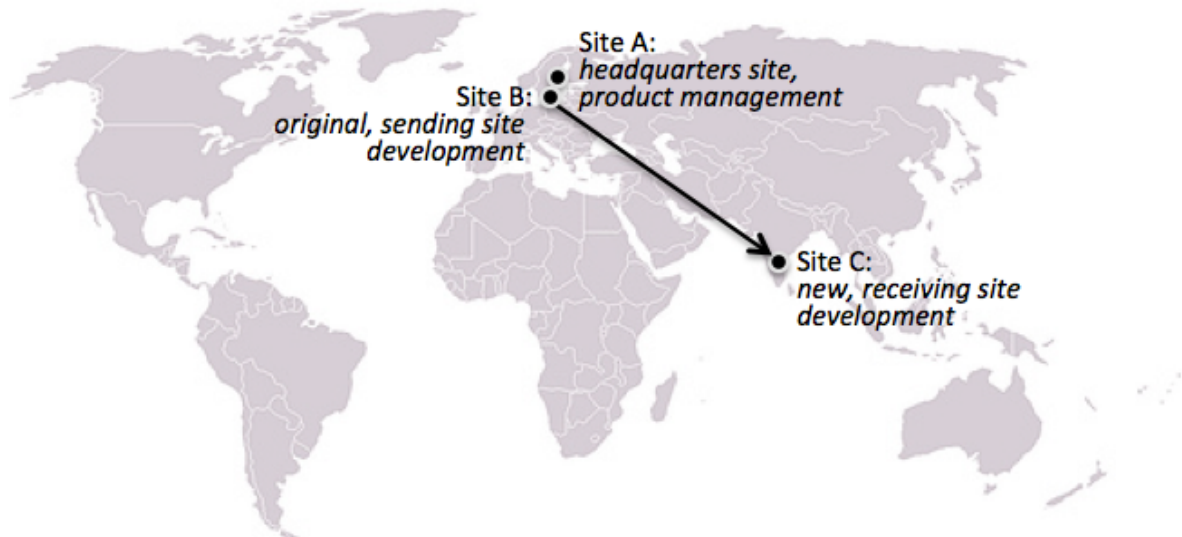 Site A:
headquarters site,
product management
Site B:
original, sending site
development
Site C:
new, receiving site
development